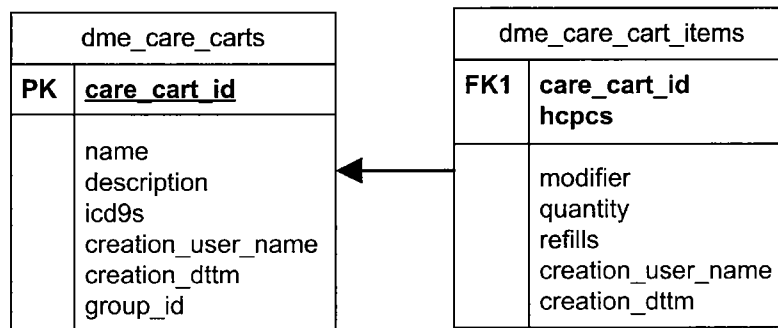 dme_care_carts
PK care_cart_id
name
description
icd9s
creation_user_name
creation_dttm
group_id
dme_care_cart_items
FK1 care_cart_id
hcpcs
modifier
quantity
refills
creation_user_name
creation_dttm